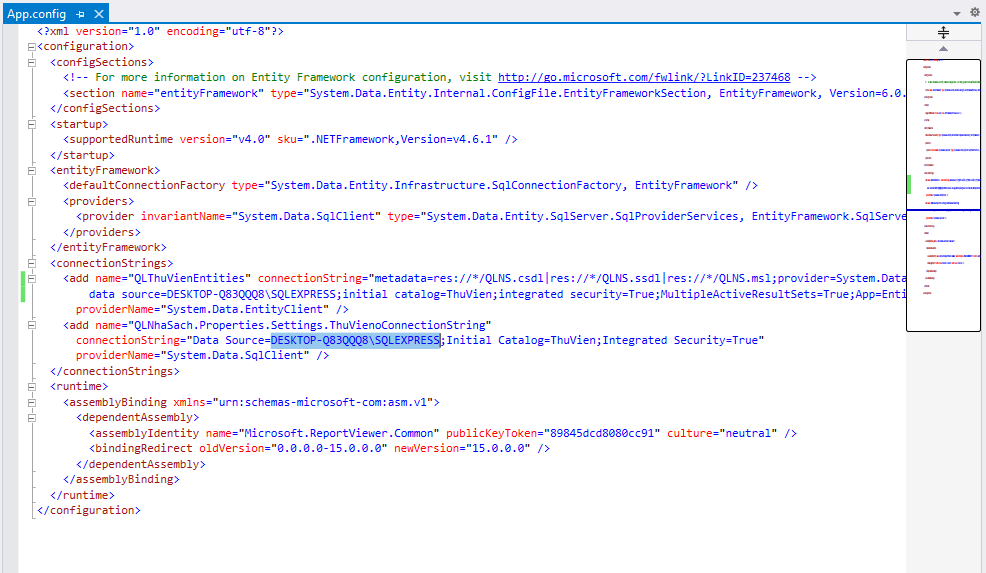 App.config
<?xml version="1.0" encoding="utf-8"?>
<configuration>
<configSections>
<!-- For more information on Entity Framework configuration, visit http://go.microsoft.com/fwlink/?LinkID=237468 -->
<section name="entityFramework" type="System.Data.Entity.Internal.ConfigFile.EntityFrameworkSection, EntityFramework, Version=6.0.
</configSections>
<startup>
<supportedRuntime version="v4.0" sku=".NETFramework,Version=v4.6.1" />
</startup>
<entityFramework>
<defaultConnectionFactory type="System.Data.Entity.Infrastructure.SqlConnectionFactory, EntityFramework" />
<providers>
<provider invariantName="System.Data.SqlClient" type="System.Data.Entity.SqlServer.SqlProviderServices, EntityFramework.SqlServe
</providers>
</entityFramework>
<connectionStrings>
<add name="QLThuVienEntities" connectionString="metadata=res://*/QLNS.csdl|res://*/QLNS.ssdl|res://*/QLNS.msl;provider=System.Data
data source=DESKTOP-Q83QQQ8\SQLEXPRESS;initial catalog=ThuVien;integrated security=True;MultipleActiveResultSets=True;App=Enti
providerName="System.Data.EntityClient" />
<add name="QLNhaSach.Properties.Settings.ThuVienoConnectionString"
connectionString="Data Source=DESKTOP-Q83QQQ8\SQLEXPRESS;Initial Catalog=ThuVien;Integrated Security=True"
providerName="System.Data.SqlClient" />
</connectionStrings>
<runtime>
<assemblyBinding xmlns="urn:schemas-microsoft-com:asm.v1">
<dependentAssembly>
<assemblyIdentity name="Microsoft.ReportViewer.Common" publicKeyToken="89845dcd8080cc91" culture="neutral" />
<bindingRedirect oldVersion="0.0.0.0-15.0.0.0" newVersion="15.0.0.0" />
</dependentAssembly>
</assemblyBinding>
</runtime>
</configuration>